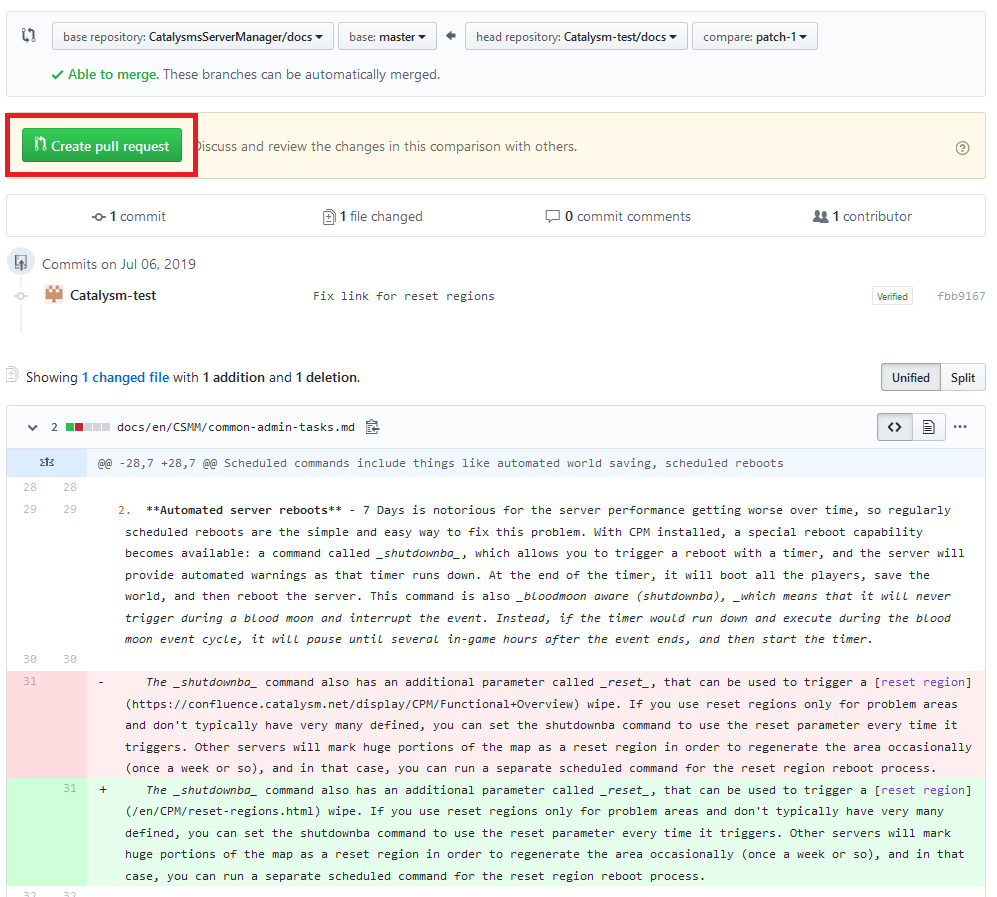 base repository: CatalysmsServerManager/docs base: master head repository: Catalysm-test/docs compare: patch-1
Able to merge. These branches can be automatically merged.
Create pull request Discuss and review the changes in this comparison with others.
1 commit 1 file changed 0 commit comments 1 contributor
Commits on Jul 06, 2019
Catalysm-test Fix link for reset regions Verified fbb9167
Showing 1 changed file with 1 addition and 1 deletion. Unified Split
2 docs/en/CSMM/common-admin-tasks.md
@@ -28,7 +28,7 @@ Scheduled commands include things like automated world saving, scheduled reboots
28 28
29 29 2. **Automated server reboots** - 7 Days is notorious for the server performance getting worse over time, so regularly
scheduled reboots are the simple and easy way to fix this problem. With CPM installed, a special reboot capability
becomes available: a command called _shutdownba_, which allows you to trigger a reboot with a timer, and the server will
provide automated warnings as that timer runs down. At the end of the timer, it will boot all the players, save the
world, and then reboot the server. This command is also _bloodmoon aware (shutdownba), _which means that it will never
trigger during a blood moon and interrupt the event. Instead, if the timer would run down and execute during the blood
moon event cycle, it will pause until several in-game hours after the event ends, and then start the timer.
30 30
31 - The _shutdownba_ command also has an additional parameter called _reset_, that can be used to trigger a [reset region]
(https://confluence.catalysm.net/display/CPM/Functional+Overview) wipe. If you use reset regions only for problem areas
and don't typically have very many defined, you can set the shutdownba command to use the reset parameter every time it
triggers. Other servers will mark huge portions of the map as a reset region in order to regenerate the area occasionally
(once a week or so), and in that case, you can run a separate scheduled command for the reset region reboot process.
31 + The _shutdownba_ command also has an additional parameter called _reset_, that can be used to trigger a [reset region]
(/en/CPM/reset-regions.html) wipe. If you use reset regions only for problem areas and don't typically have very many
defined, you can set the shutdownba command to use the reset parameter every time it triggers. Other servers will mark
huge portions of the map as a reset region in order to regenerate the area occasionally (once a week or so), and in that
case, you can run a separate scheduled command for the reset region reboot process.
32 32